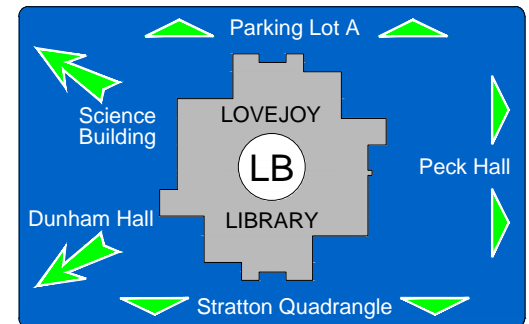 Parking Lot A
Science
Building
LOVEJOY
LB
Peck Hall
Dunham Hall
LIBRARY
Stratton Quadrangle